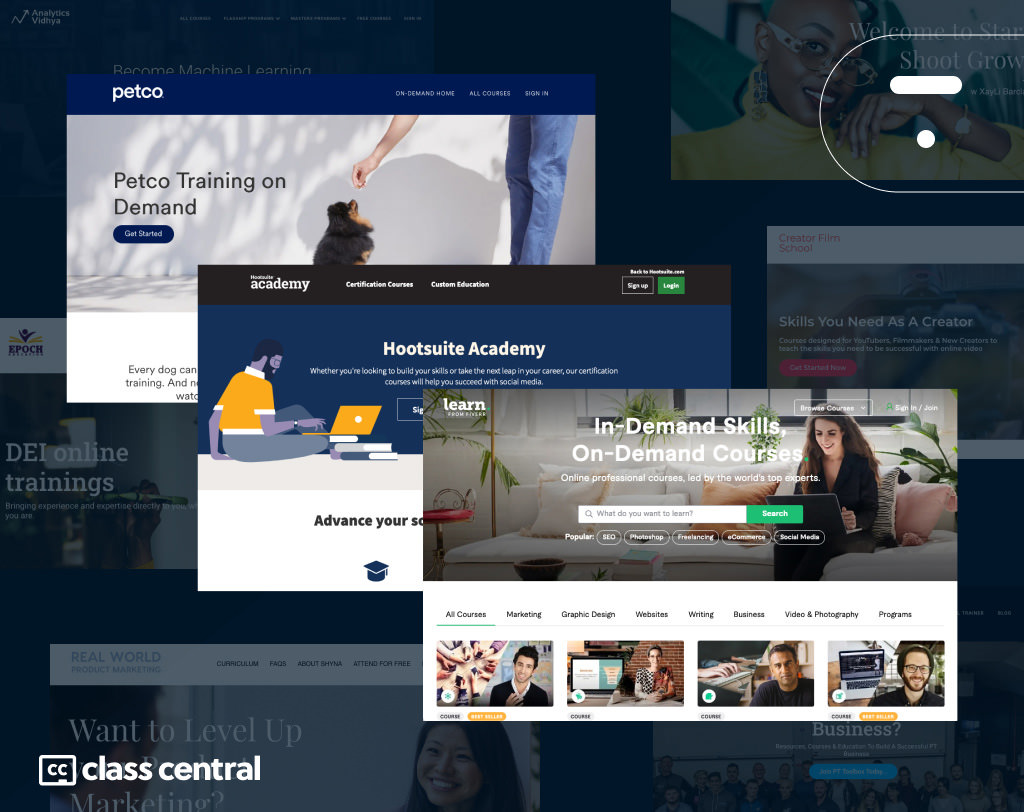 Analytics
Vidhya
ALL COURSES FLAGSHIP PROGRAMS MASTERS PROGRAMS FREE COURSES SIGN IN
Become Machine Learning
Welcome to Star
Shoot Grow
w XayLi Barcla
petco
ON-DEMAND HOME ALL COURSES SIGN IN
Petco Training on
Demand
Get Started
Every dog can
training. And ne
watc
Creator Film
School
Skills You Need As A Creator
Courses designed for YouTubers, Filmmakers & New Creators to
teach the skills you need to be successful with online video
Get Started Now
EPOCH
DEI online
trainings
Bringing experience and expertise directly to you, w
you are.
Hootsuite
academy
Certification Courses Custom Education
Back to Hootsuite.com
Sign up Login
Hootsuite Academy
Whether you're looking to build your skills or take the next leap in your career, our certification
courses will help you succeed with social media.
Sig
Advance your so
learn
FROM FIVERR
Browse Courses Sign In / Join
In-Demand Skills,
On-Demand Courses.
Online professional courses, led by the world's top experts.
What do you want to learn? Search
Popular: SEO Photoshop Freelancing eCommerce Social Media
All Courses Marketing Graphic Design Websites Writing Business Video & Photography Programs
COURSE BEST SELLER COURSE COURSE COURSE BEST SELLER
TRAINER BLOG
REAL WORLD
PRODUCT MARKETING
CURRICULUM FAQS ABOUT SHYNA ATTEND FOR FREE
Want to Level Up
Marketing?
Business?
Resources, Courses & Education To Build A Successful PT
Business
Join PT Toolbox Today
cc class central